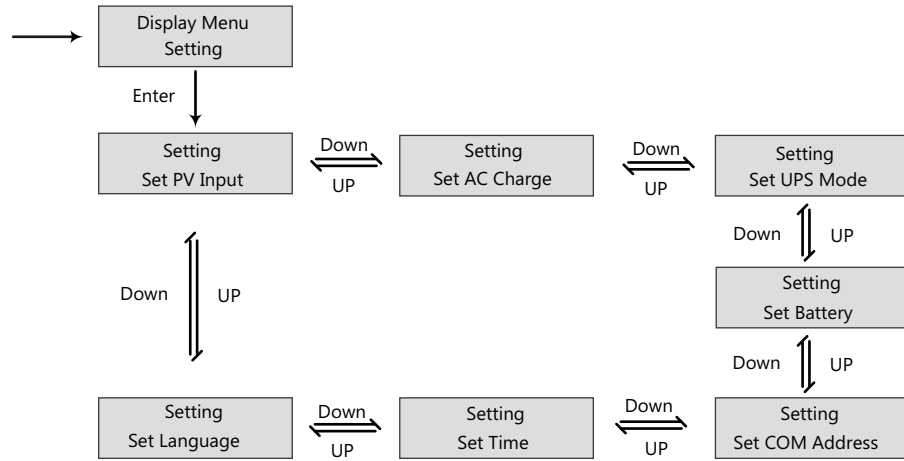 Display Menu
Setting
Enter
Setting
Set PV Input
Down
UP
Setting
Set AC Charge
Down
UP
Setting
Set UPS Mode
Down
UP
Setting
Set Battery
Down
UP
Down
UP
Setting
Set Language
Down
UP
Setting
Set Time
Down
UP
Setting
Set COM Address